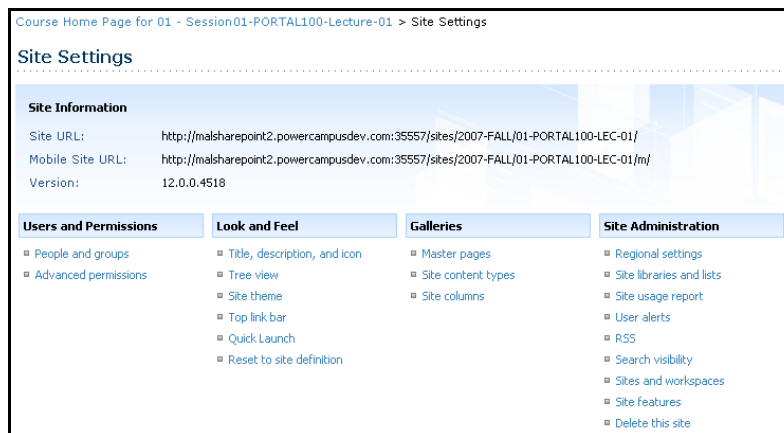 Course Home Page for 01 - Session01-PORTAL100-Lecture-01 > Site Settings
Site Settings
Site Information
Site URL: http://malsharepoint2.powercampusdev.com:35557/sites/2007-FALL/01-PORTAL100-LEC-01/
Mobile Site URL: http://malsharepoint2.powercampusdev.com:35557/sites/2007-FALL/01-PORTAL100-LEC-01/m/
Version: 12.0.0.4518
Users and Permissions
People and groups
Advanced permissions
Look and Feel
Title, description, and icon
Tree view
Site theme
Top link bar
Quick Launch
Reset to site definition
Galleries
Master pages
Site content types
Site columns
Site Administration
Regional settings
Site libraries and lists
Site usage report
User alerts
RSS
Search visibility
Sites and workspaces
Site features
Delete this site